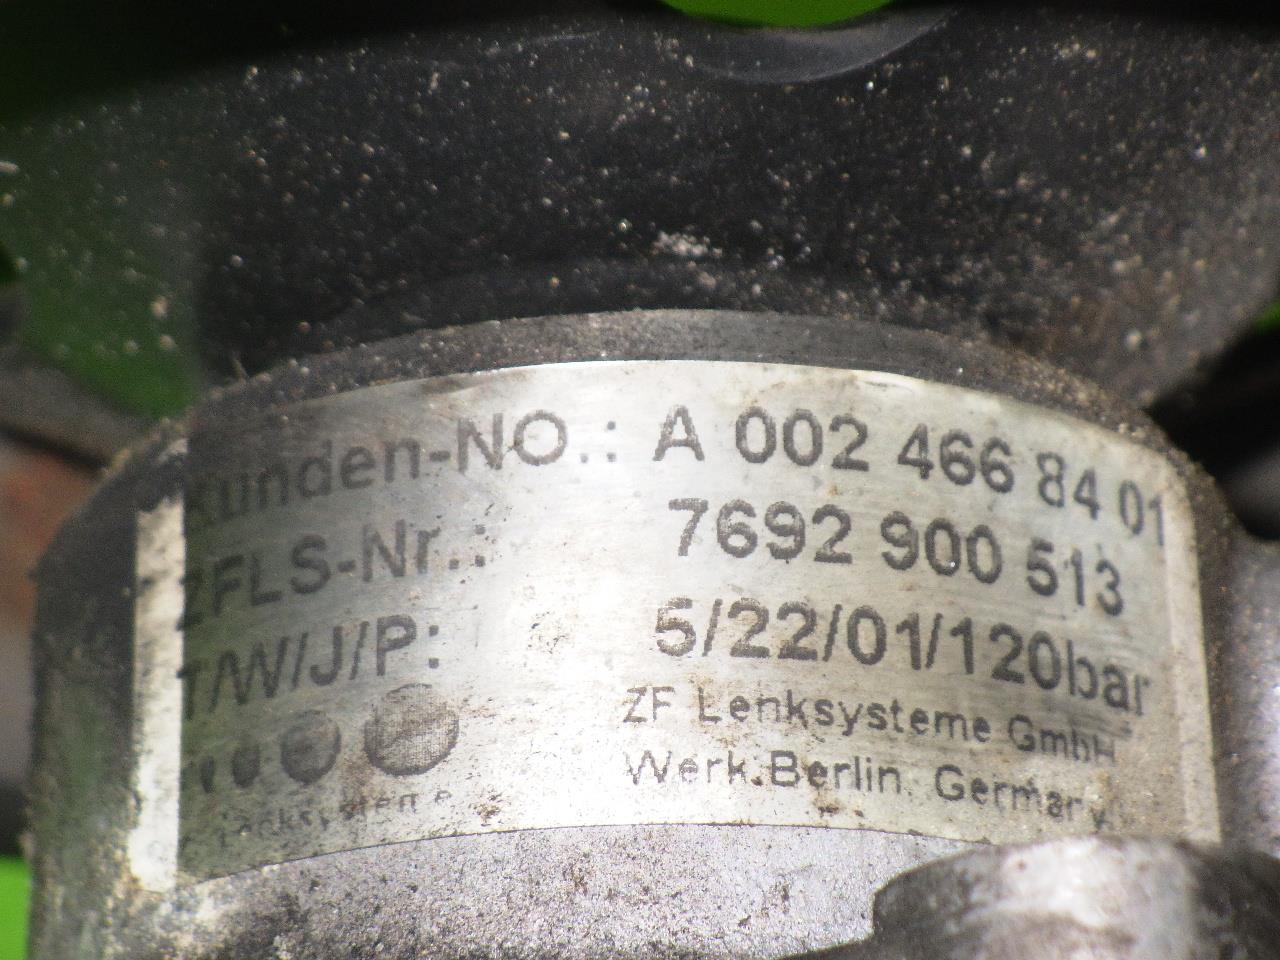 Kunden-NO.: A 002 466 84 01
ZFLS-Nr.: 7692 900 513
T/W/J/P: 5/22/01/120bar
ZF Lenksysteme GmbH
Werk.Berlin. Germany
Lenksysteme